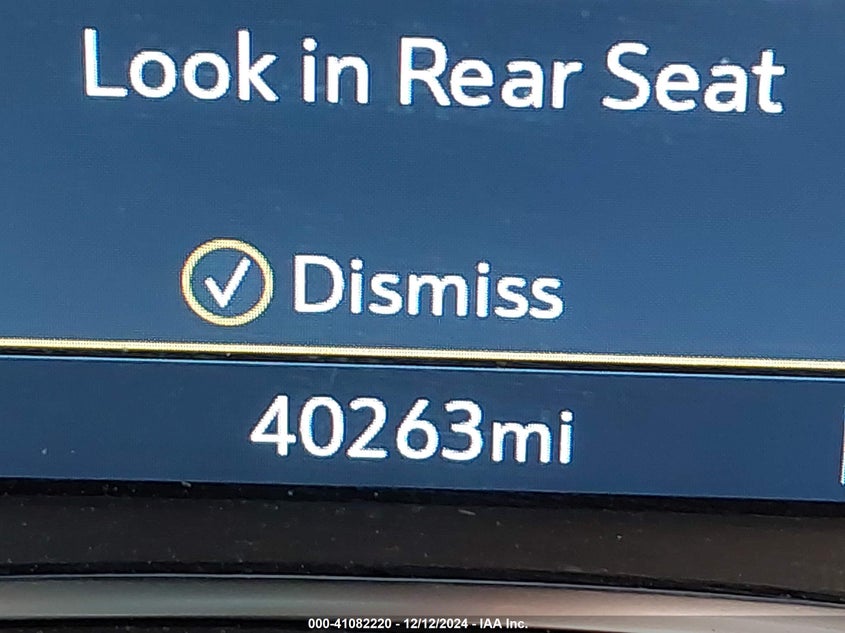 Look in Rear Seat
Dismiss
40263mi
000-41082220 - 12/12/2024 - IAA Inc.